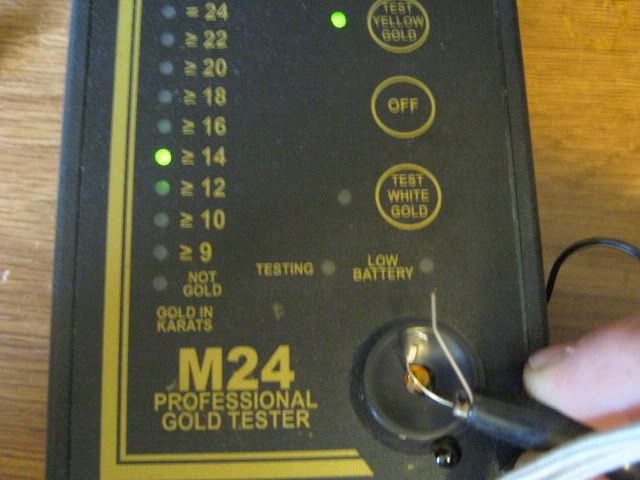 = 24
≥ 22
≥ 20
≥ 18
≥ 16
≥ 14
≥ 12
≥ 10
≥ 9
NOT
GOLD
GOLD IN
KARATS
TEST
YELLOW
GOLD
OFF
TEST
WHITE
GOLD
TESTING
LOW
BATTERY
M24
PROFESSIONAL
GOLD TESTER